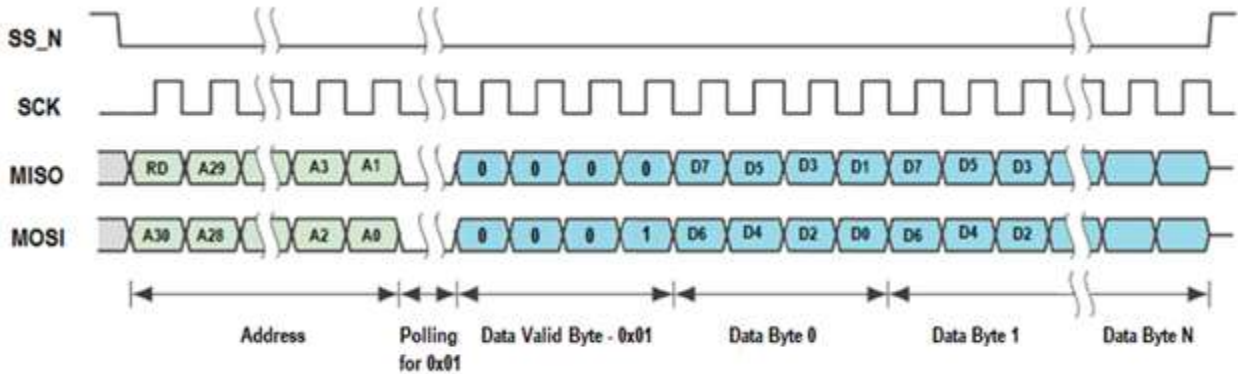 SS_N
SCK
MISO RD A29 A3 A1 0 0 0 0 D7 D5 D3 D1 D7 D5 D3
MOSI A30 A28 A2 A0 0 0 0 1 D6 D4 D2 D0 D6 D4 D2
Address Polling Data Valid Byte - 0x01 Data Byte 0 Data Byte 1 Data Byte N
for 0x01